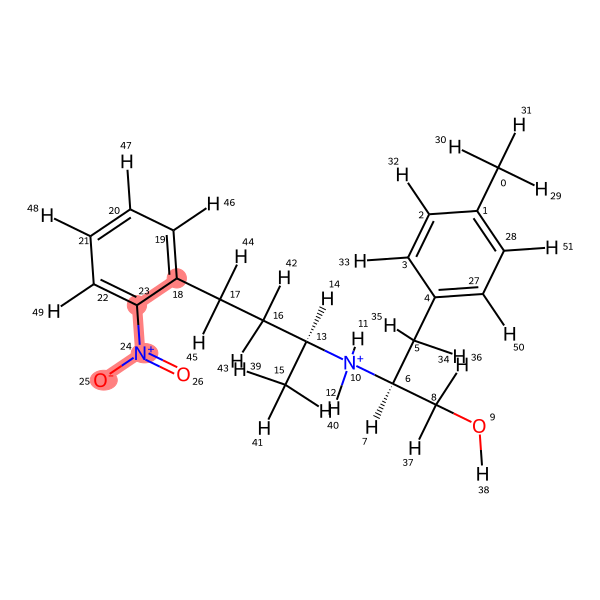 31
H
30 H
0
H 29
47
H
32
H
2
1
28
H 51
48 H
20
H 46
19
21
44
H
42
H
33 H
3
4
27
22
23
18
17
16
14
H
49 H
H
45
24
N+
25 O
O 26
13
11
H
35 H
5
H
50
H 39
43 H
15
N+
10
34 H
H 36
6
12 H
H 40
H
41
H
7
8
O 9
H
37
H
38